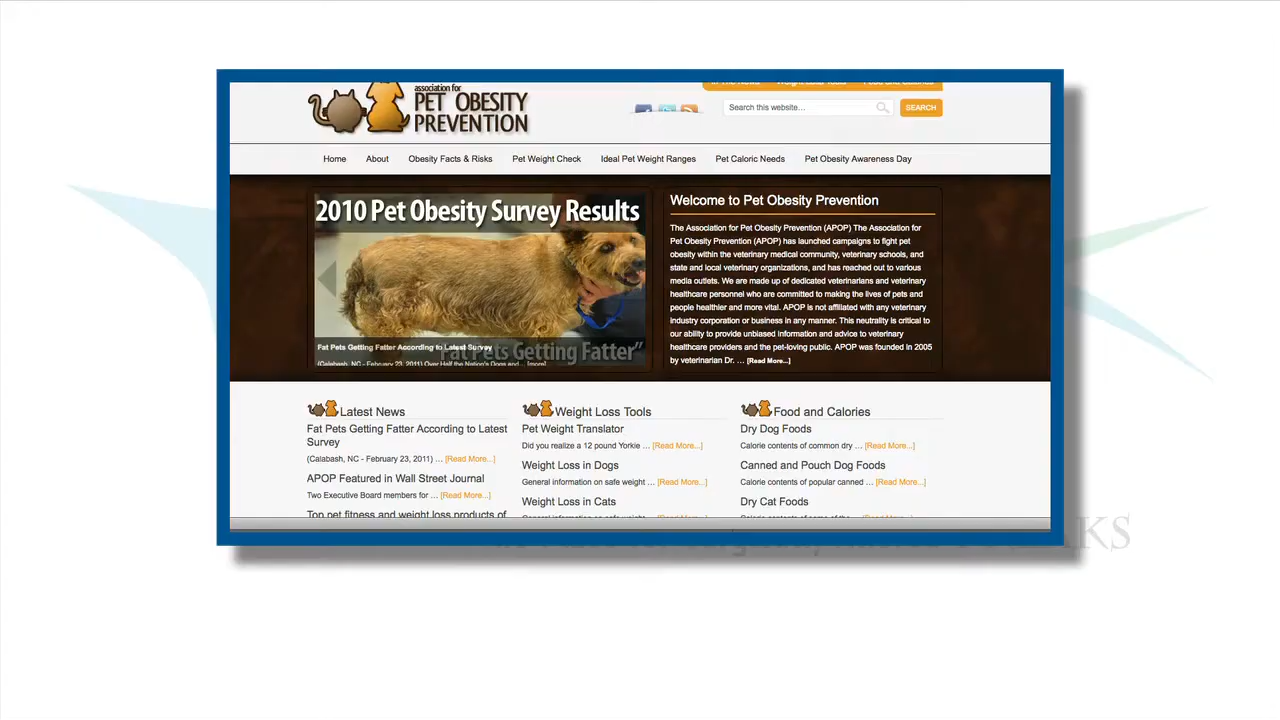 association for
PET OBESITY
PREVENTION
Search this website...
SEARCH
Home
About
Obesity Facts & Risks
Pet Weight Check
Ideal Pet Weight Ranges
Pet Caloric Needs
Pet Obesity Awareness Day
2010 Pet Obesity Survey Results
Fat Pets Getting Fatter According to Latest Survey
Fat Pets Getting Fatter"
(Calabash, NC - February 23, 2011) Over Half the Nation's Dogs and ... [more]
Welcome to Pet Obesity Prevention
The Association for Pet Obesity Prevention (APOP) The Association for
Pet Obesity Prevention (APOP) has launched campaigns to fight pet
obesity within the veterinary medical community, veterinary schools, and
state and local veterinary organizations, and has reached out to various
media outlets. We are made up of dedicated veterinarians and veterinary
healthcare personnel who are committed to making the lives of pets and
people healthier and more vital. APOP is not affiliated with any veterinary
industry corporation or business in any manner. This neutrality is critical to
our ability to provide unbiased information and advice to veterinary
healthcare providers and the pet-loving public. APOP was founded in 2005
by veterinarian Dr. ... [Read More...]
Latest News
Fat Pets Getting Fatter According to Latest
Survey
(Calabash, NC - February 23, 2011) ... [Read More...]
APOP Featured in Wall Street Journal
Two Executive Board members for ... [Read More...]
Top pet fitness and weight loss products of
Weight Loss Tools
Pet Weight Translator
Did you realize a 12 pound Yorkie ... [Read More...]
Weight Loss in Dogs
General information on safe weight ... [Read More...]
Weight Loss in Cats
General information on safe weight ... [Read More...]
Food and Calories
Dry Dog Foods
Calorie contents of common dry ... [Read More...]
Canned and Pouch Dog Foods
Calorie contents of popular canned ... [Read More...]
Dry Cat Foods
Calorie contents of some of the ... [Read More...]